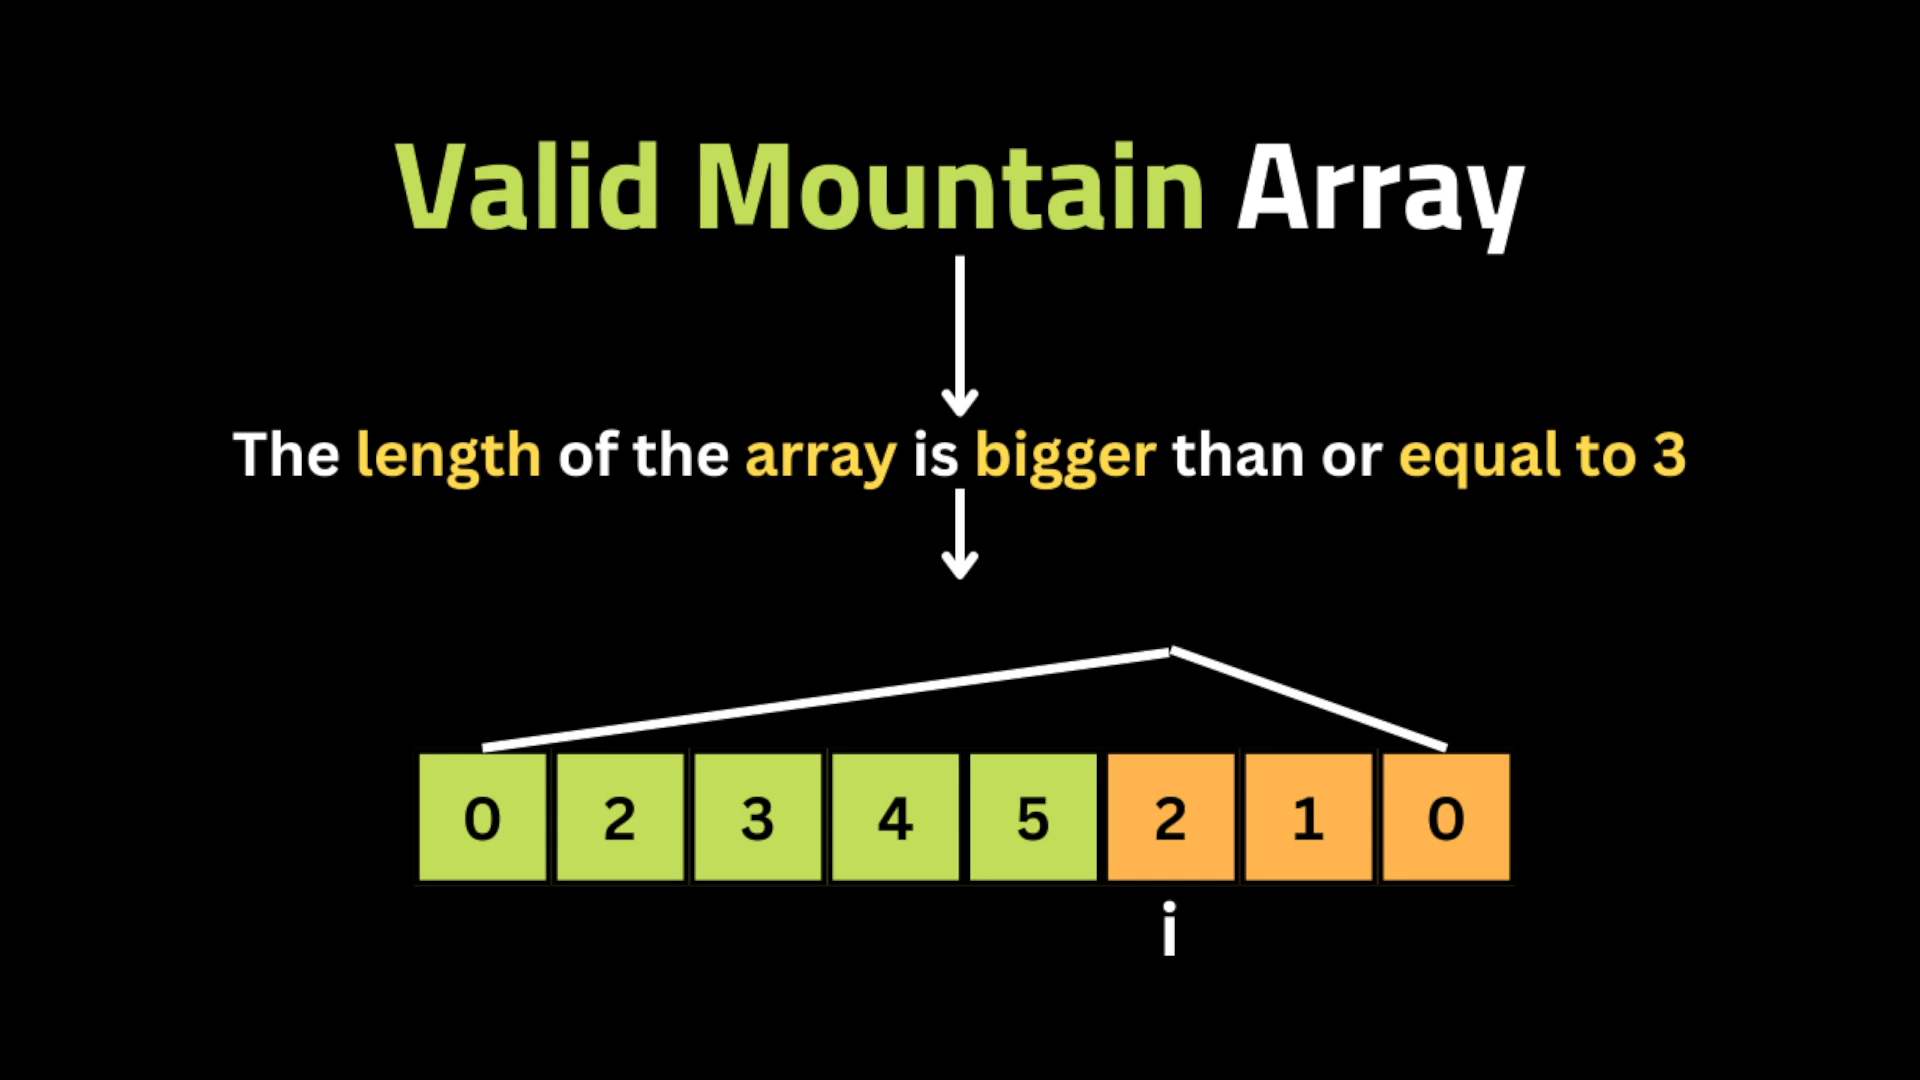 Valid Mountain Array
The length of the array is bigger than or equal to 3
0 2 3 4 5 2 1 0
i